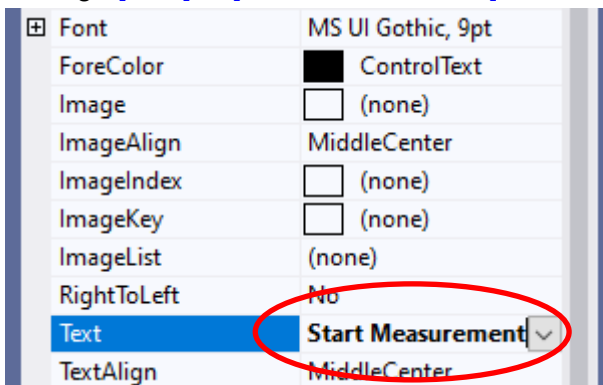 Font MS UI Gothic, 9pt
ForeColor ControlText
Image (none)
ImageAlign MiddleCenter
ImageIndex (none)
ImageKey (none)
ImageList (none)
RightToLeft No
Text Start Measurement
TextAlign MiddleCenter